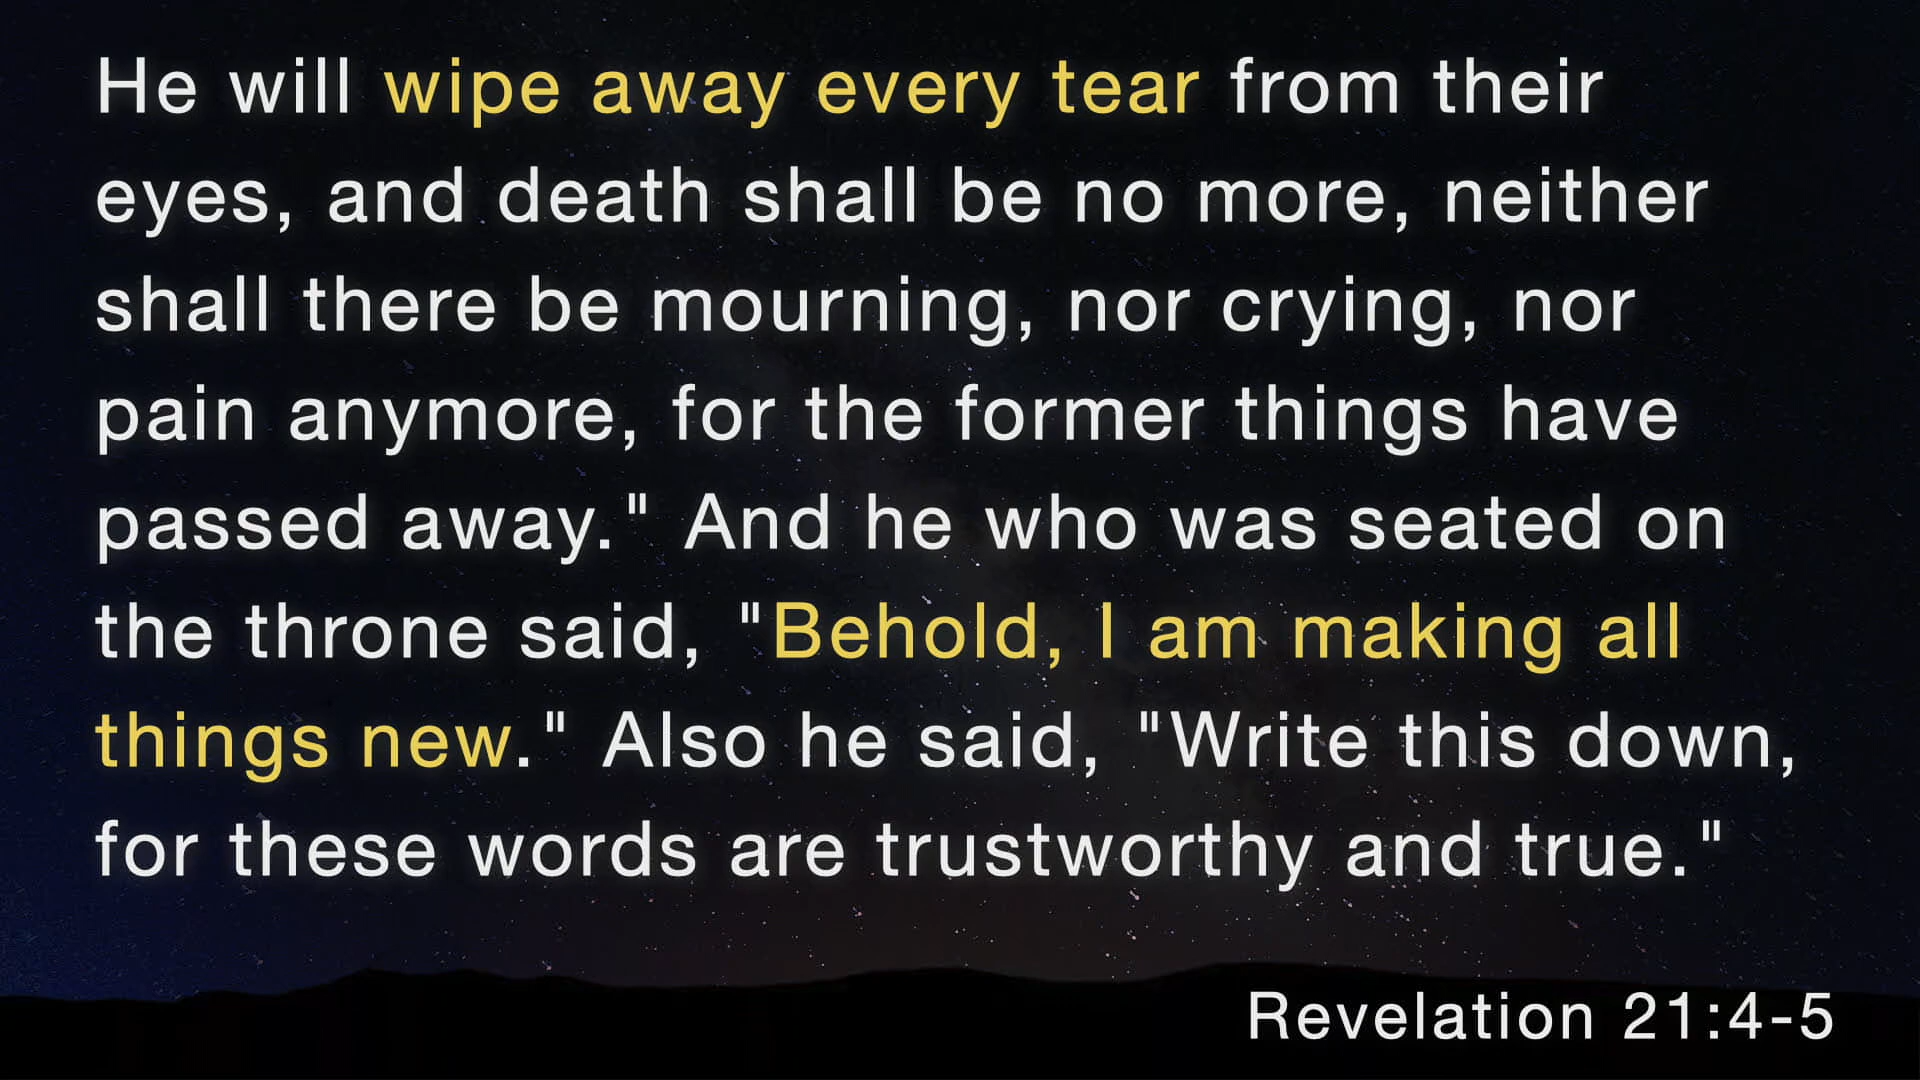 He will wipe away every tear from their
eyes, and death shall be no more, neither
shall there be mourning, nor crying, nor
pain anymore, for the former things have
passed away." And he who was seated on
the throne said, "Behold, I am making all
things new." Also he said, "Write this down,
for these words are trustworthy and true."
Revelation 21:4-5